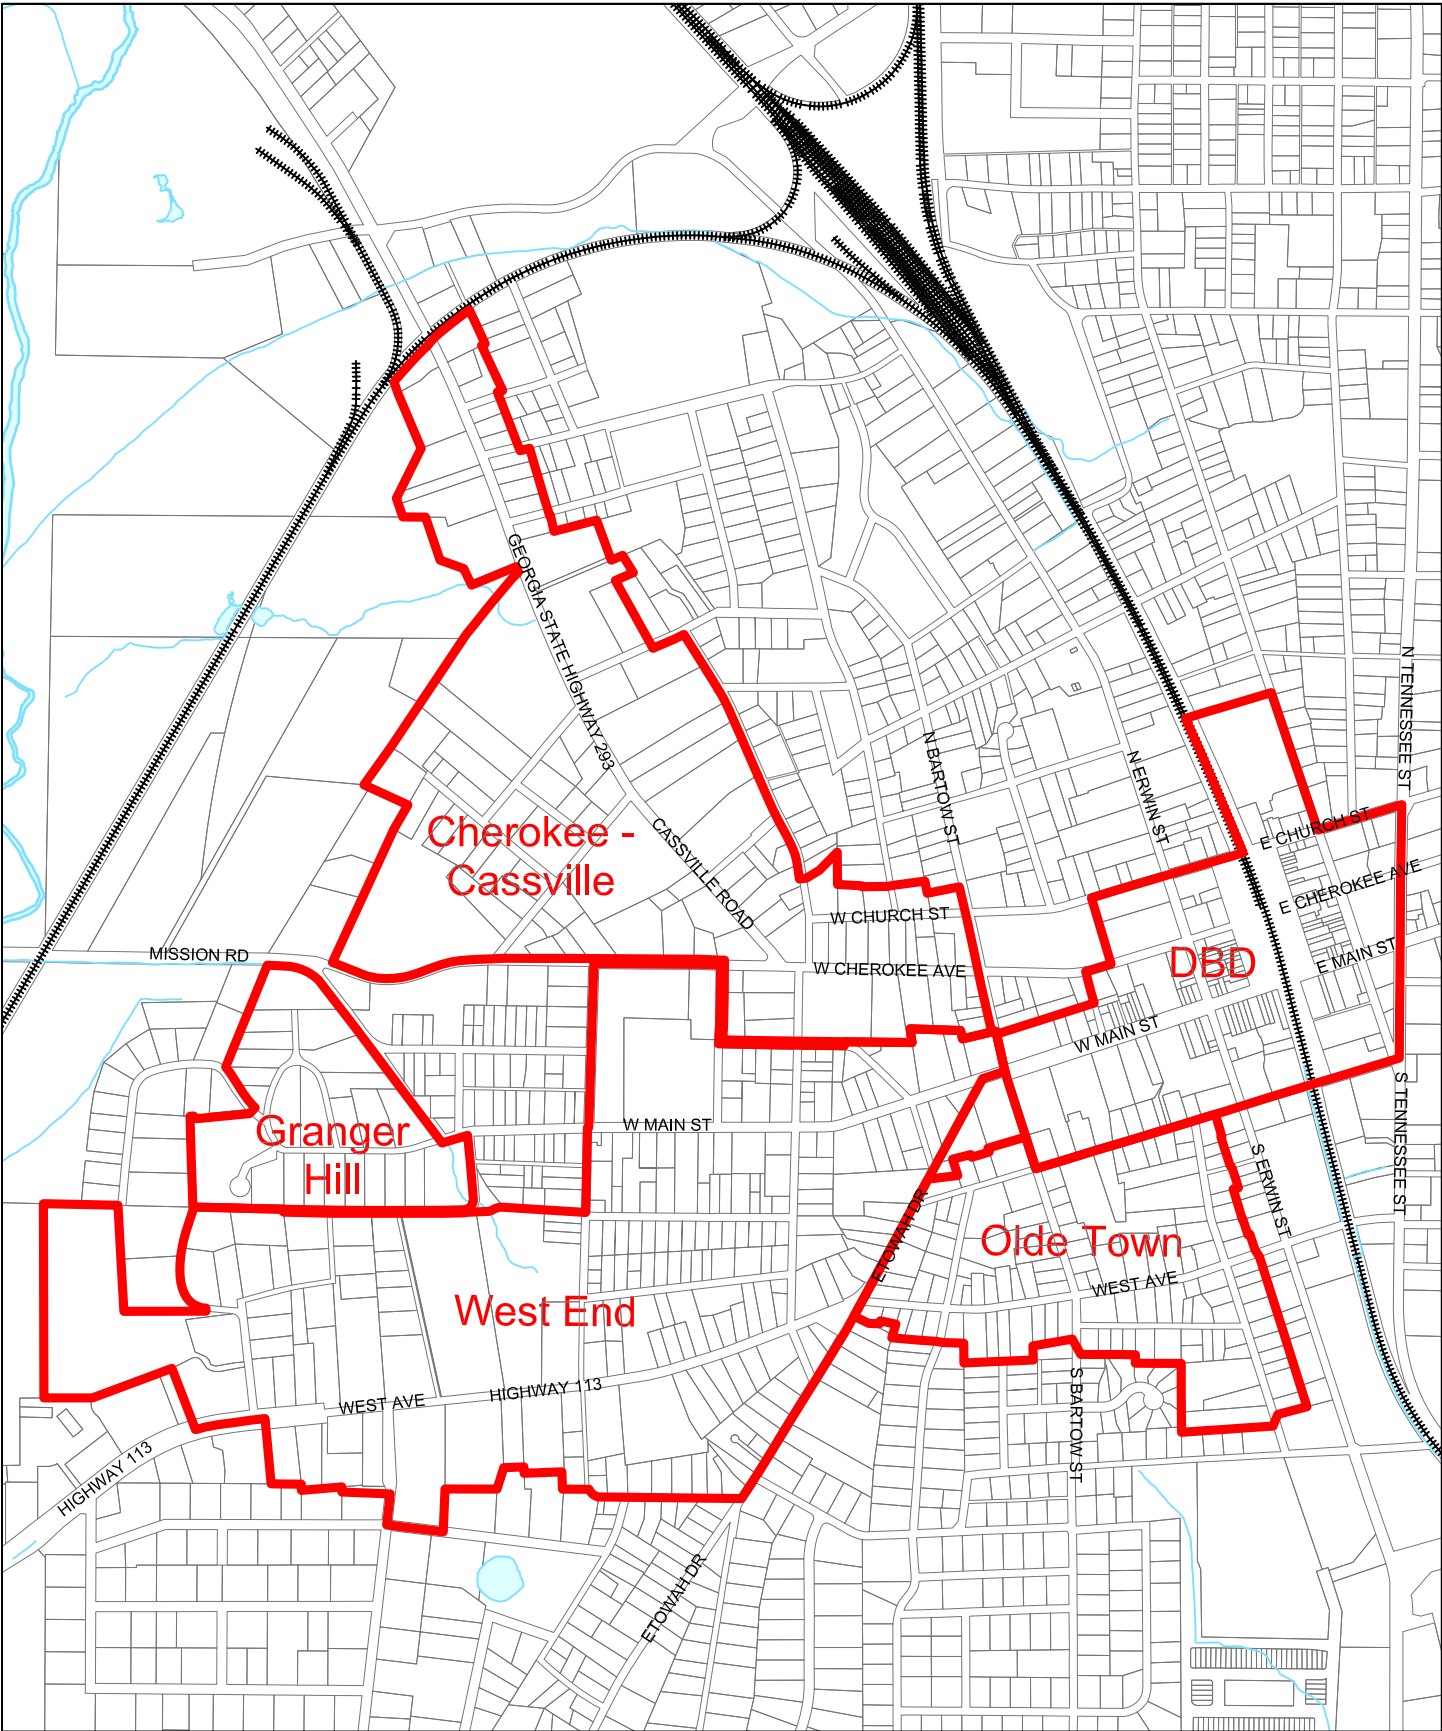 GEORGIA STATE HIGHWAY 293
N TENNESSEE ST
N BARTOW ST
N ERWIN ST
E CHURCH ST
Cherokee -
Cassville
CASSVILLE ROAD
E CHEROKEE AVE
W CHURCH ST
MISSION RD
W CHEROKEE AVE
DBD
E MAIN ST
W MAIN ST
Granger
Hill
W MAIN ST
S TENNESSEE ST
S ERWIN ST
ETOWAH DR
Olde Town
WEST AVE
West End
HIGHWAY 113
WEST AVE
S BARTOW ST
HIGHWAY 113
ETOWAH DR